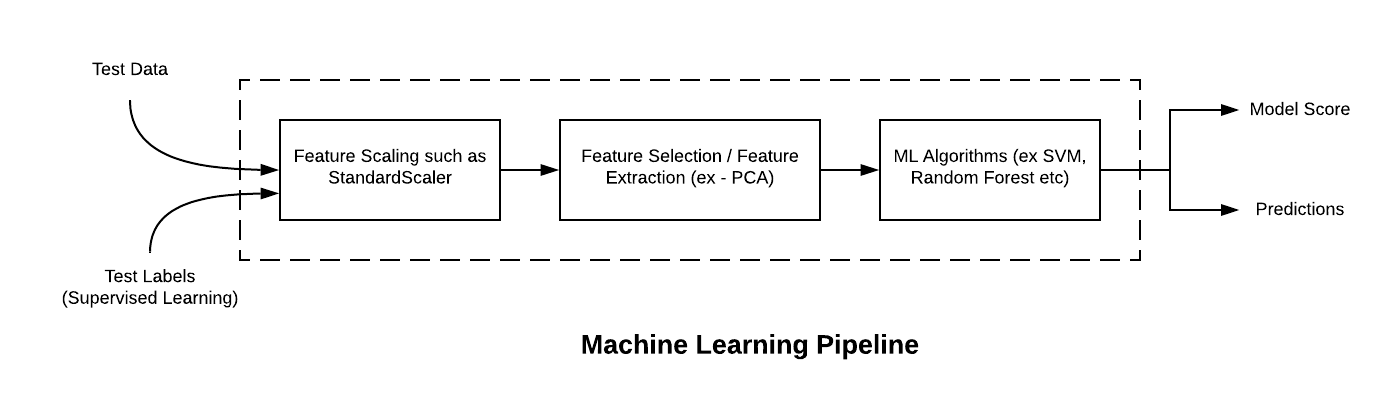 Test Data
Feature Scaling such as
StandardScaler
Feature Selection / Feature
Extraction (ex - PCA)
ML Algorithms (ex SVM,
Random Forest etc)
Model Score
Predictions
Test Labels
(Supervised Learning)
Machine Learning Pipeline